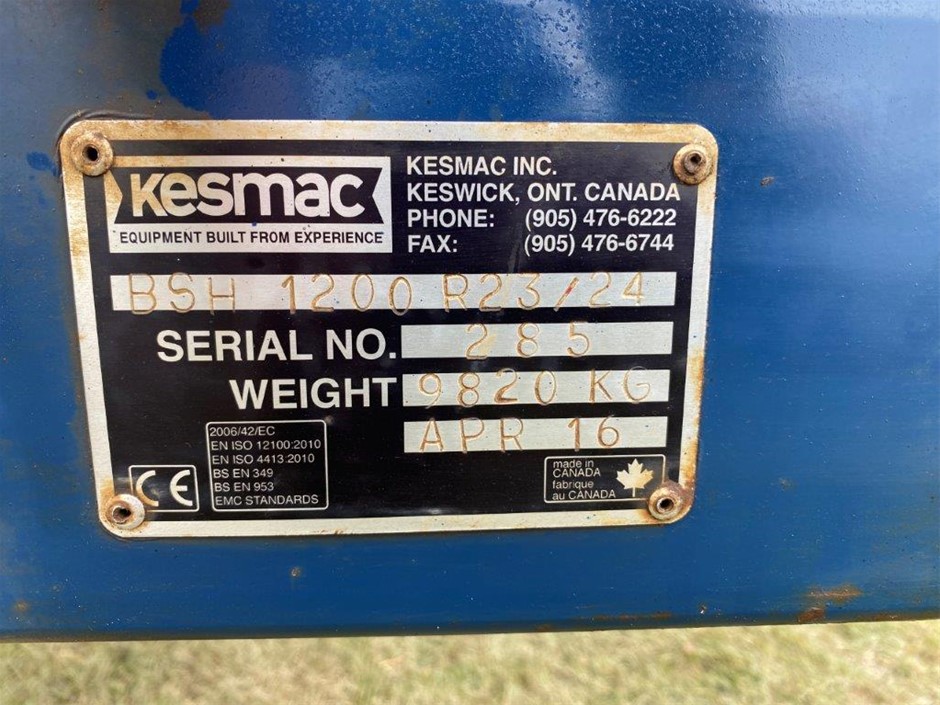 Kesmac
EQUIPMENT BUILT FROM EXPERIENCE
KESMAC INC.
KESWICK, ONT. CANADA
PHONE: (905) 476-6222
FAX: (905) 476-6744
BSH 1200 R23/24
SERIAL NO. 285
WEIGHT 9820 KG
APR 16
CE
2006/42/EC
EN ISO 12100:2010
EN ISO 4413:2010
BS EN 349
BS EN 953
EMC STANDARDS
made in
CANADA
fabrique
au CANADA